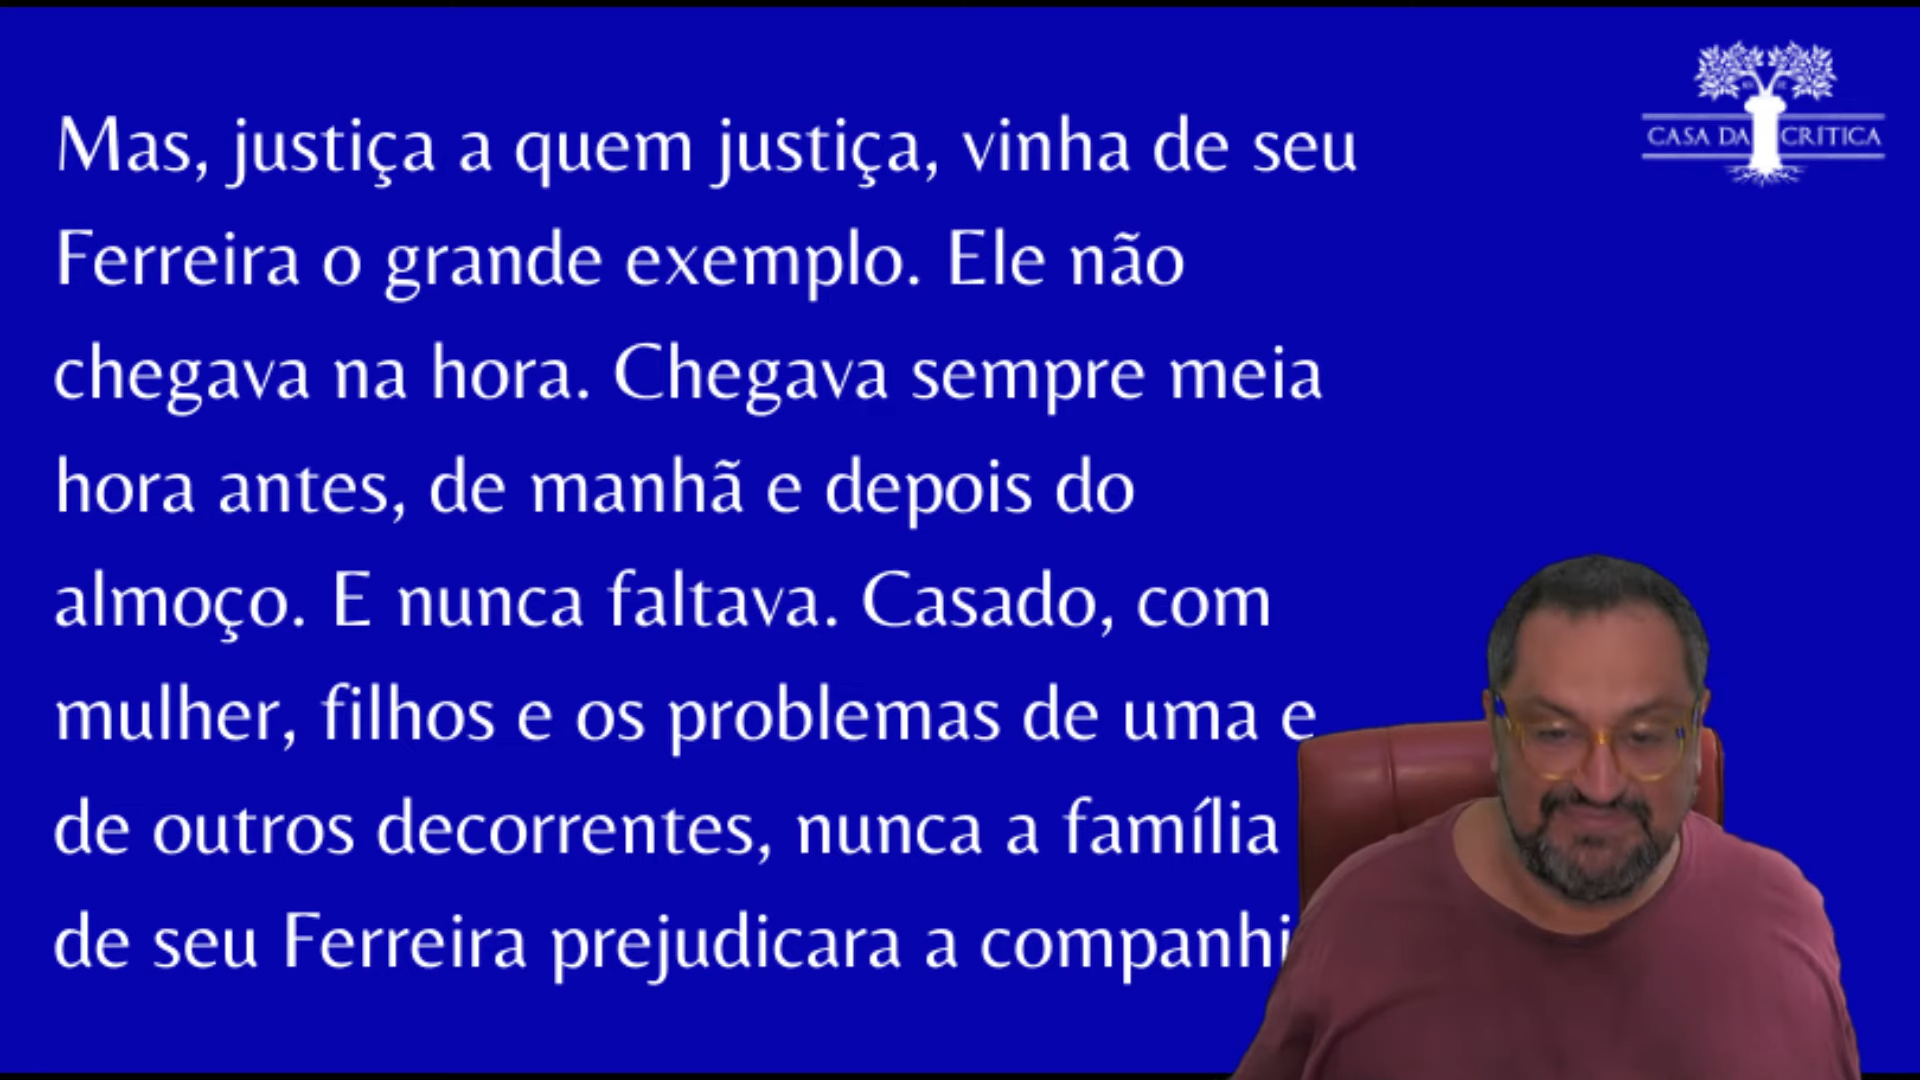 Mas, justiça a quem justiça, vinha de seu
Ferreira o grande exemplo. Ele não
chegava na hora. Chegava sempre meia
hora antes, de manhã e depois do
almoço. E nunca faltava. Casado, com
mulher, filhos e os problemas de uma e
de outros decorrentes, nunca a família
de seu Ferreira prejudicara a
CASA DA CRÍTICA